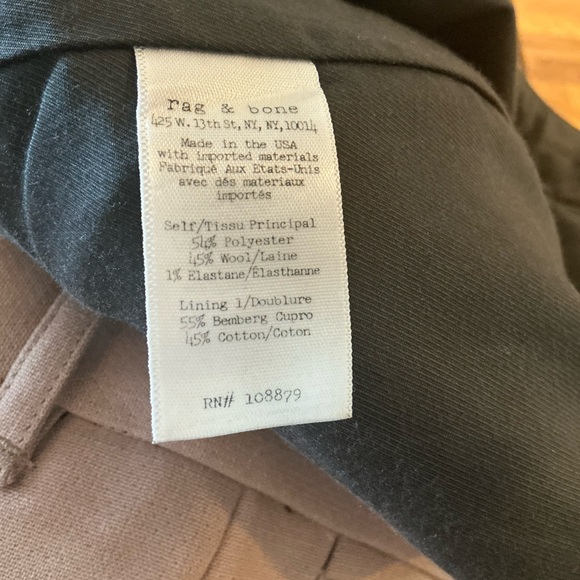 rag & bone
425 W. 13th St, NY, NY, 10014
Made in the USA
with imported materials
Fabriqué Aux Etats-Unis
avec dés materiaux
importés
Self/Tissu Principal
54% Polyester
45% Wool/Laine
1% Elastane/Élasthanne
Lining 1/Doublure
55% Bemberg Cupro
45% Cotton/Coton
RN# 108879